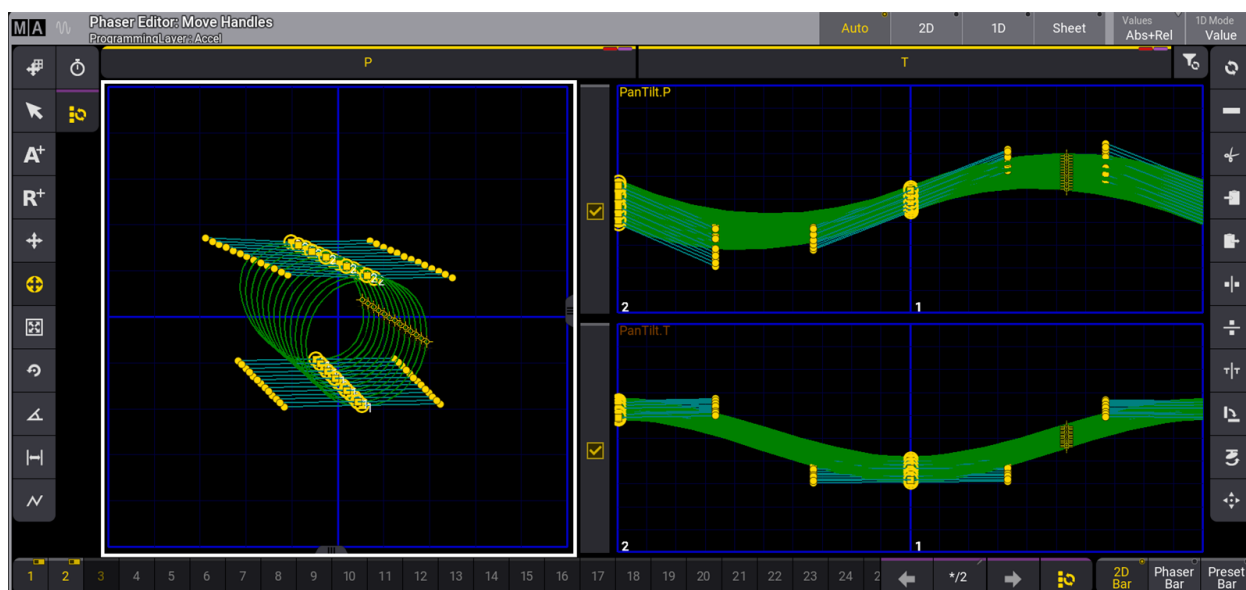 MA
Phaser Editor: Move Handles
ProgrammingLayer: Accel
Auto
2D
1D
Sheet
Values
Abs+Rel
1D Mode
Value
P
T
A+
R+
PanTilt.P
2
1
PanTilt.T
2
1
T|T
1 2 3 4 5 6 7 8 9 10 11 12 13 14 15 16 17 18 19 20 21 22 23 24 2
*/2
2D
Bar
Phaser
Bar
Preset
Bar